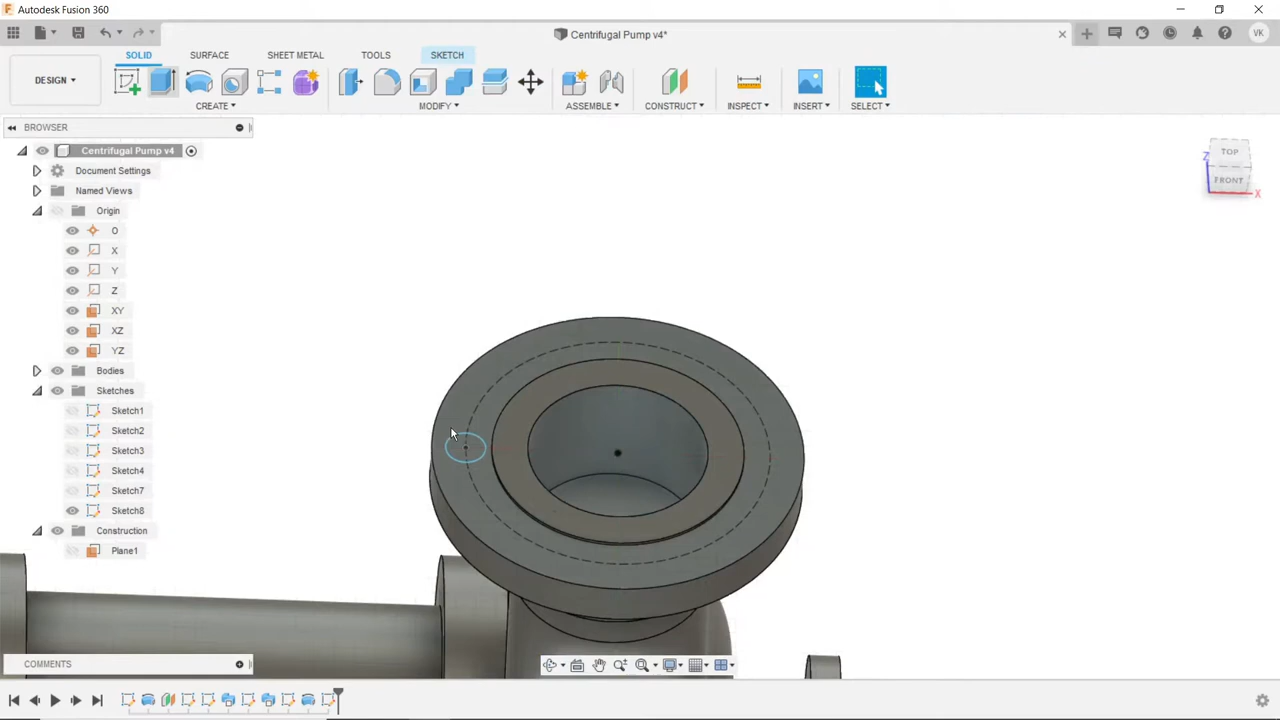 Autodesk Fusion 360
Centrifugal Pump v4*
VK
DESIGN
SOLID
SURFACE
SHEET METAL
TOOLS
SKETCH
CREATE
MODIFY
ASSEMBLE
CONSTRUCT
INSPECT
INSERT
SELECT
BROWSER
Centrifugal Pump v4
Document Settings
Named Views
Origin
O
X
Y
Z
XY
XZ
YZ
Bodies
Sketches
Sketch1
Sketch2
Sketch3
Sketch4
Sketch7
Sketch8
Construction
Plane1
TOP
FRONT
Z
X
COMMENTS